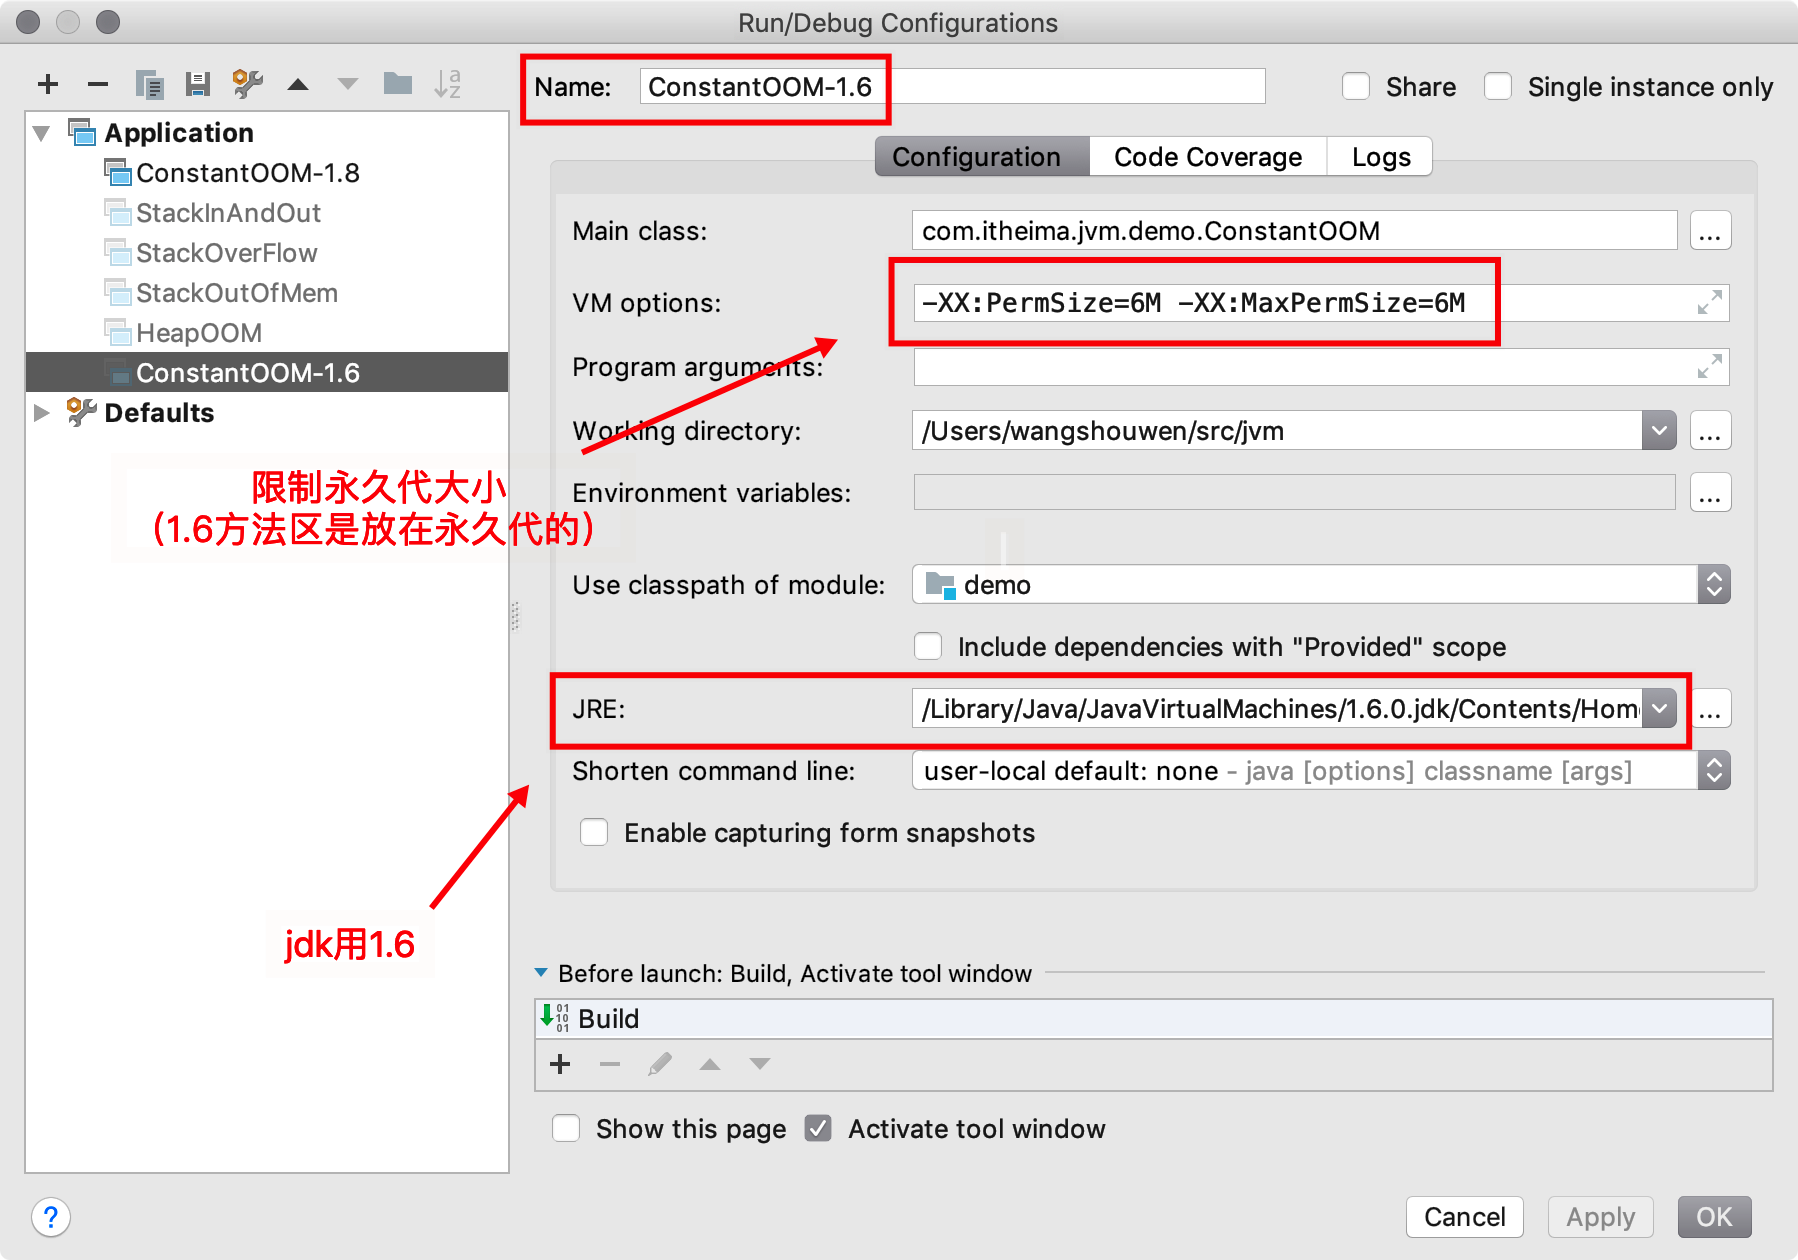 Run/Debug Configurations
Name: ConstantOOM-1.6
Share
Single instance only
Application
ConstantOOM-1.8
StackInAndOut
StackOverFlow
StackOutOfMem
HeapOOM
ConstantOOM-1.6
Defaults
Configuration
Code Coverage
Logs
Main class: com.itheima.jvm.demo.ConstantOOM ...
VM options: -XX:PermSize=6M -XX:MaxPermSize=6M
Program arguments:
Working directory: /Users/wangshouwen/src/jvm ...
限制永久代大小
（1.6方法区是放在永久代的）
Environment variables: ...
Use classpath of module: demo
Include dependencies with "Provided" scope
JRE: /Library/Java/JavaVirtualMachines/1.6.0.jdk/Contents/Hom ...
Shorten command line: user-local default: none - java [options] classname [args]
Enable capturing form snapshots
jdk用1.6
Before launch: Build, Activate tool window
Build
Show this page
Activate tool window
?
Cancel
Apply
OK